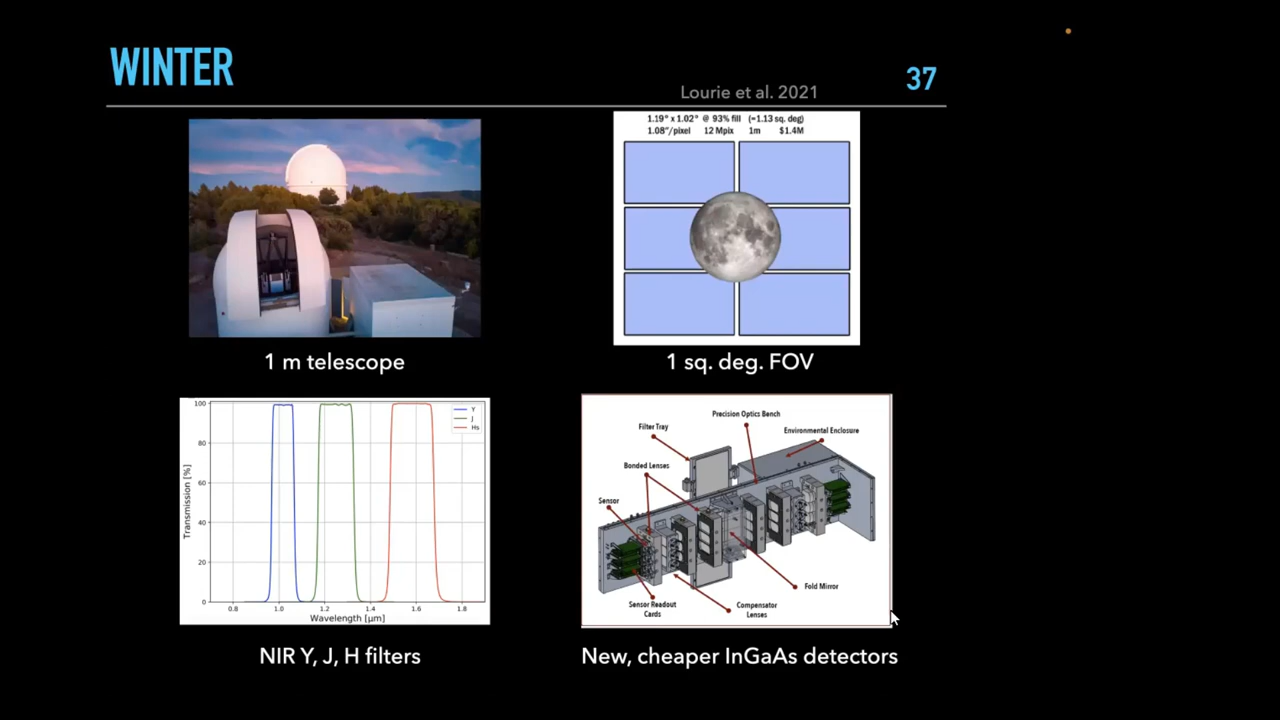 WINTER
Lourie et al. 2021
37
1.19° x 1.02° @ 93% fill (=1.13 sq. deg)
1.08"/pixel 12 Mpix 1m $1.4M
1 m telescope
1 sq. deg. FOV
Transmission [%]
100
80
60
40
20
0
0.8 1.0 1.2 1.4 1.6 1.8
Wavelength [µm]
Y
J
Hs
Precision Optics Bench
Filter Tray
Environmental Enclosure
Bonded Lenses
Sensor
Fold Mirror
Sensor Readout
Cards
Compensator
Lenses
NIR Y, J, H filters
New, cheaper InGaAs detectors